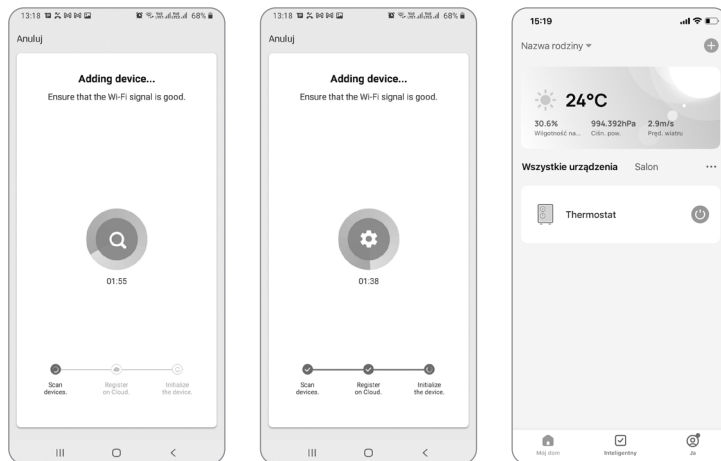 13:18 68%
Anuluj
Adding device...
Ensure that the Wi-Fi signal is good.
01:55
Scan devices.
Register on Cloud.
Initialize the device.
13:18 68%
Anuluj
Adding device...
Ensure that the Wi-Fi signal is good.
01:38
Scan devices.
Register on Cloud.
Initialize the device.
15:19
Nazwa rodziny
24°C
30.6% 994.392hPa 2.9m/s
Wilgotność na... Ciśn. pow. Pręd. wiatru
Wszystkie urządzenia Salon
Thermostat
Mój dom Inteligentny Ja